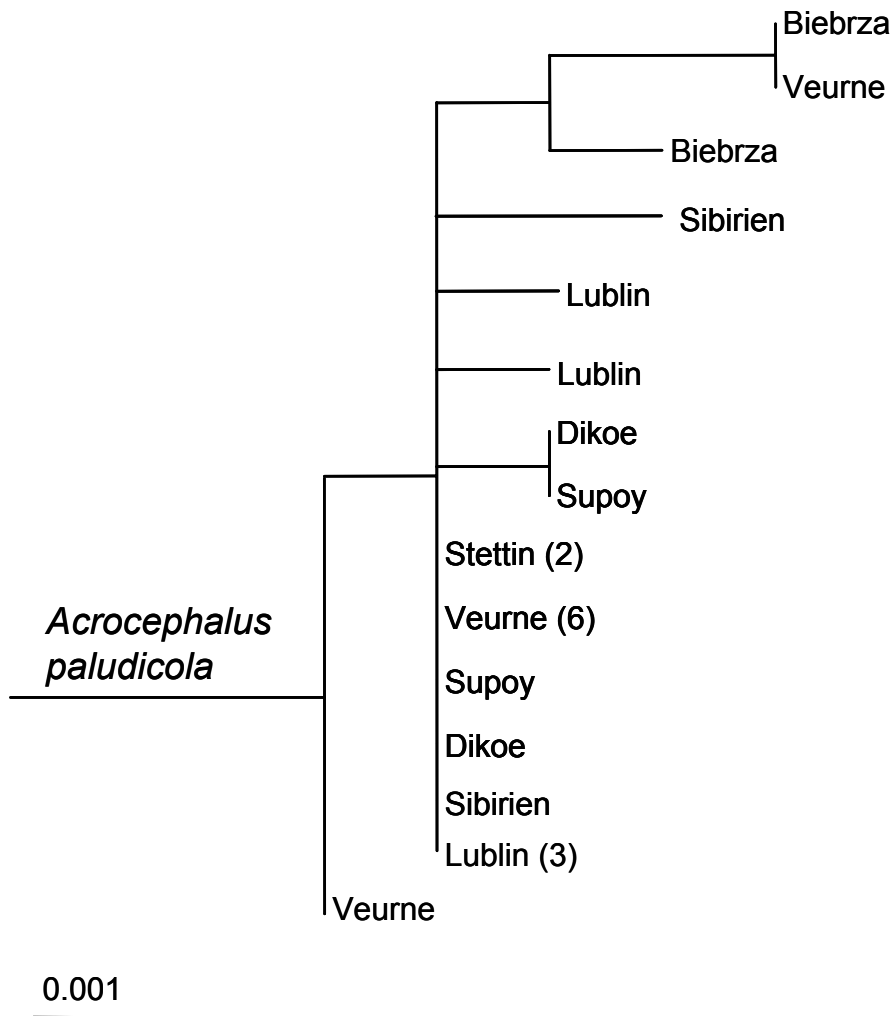 Biebrza
Veurne
Biebrza
Sibirien
Lublin
Lublin
Dikoe
Supoy
Stettin (2)
Veurne (6)
Acrocephalus
paludicola
Supoy
Dikoe
Sibirien
Lublin (3)
Veurne
0.001